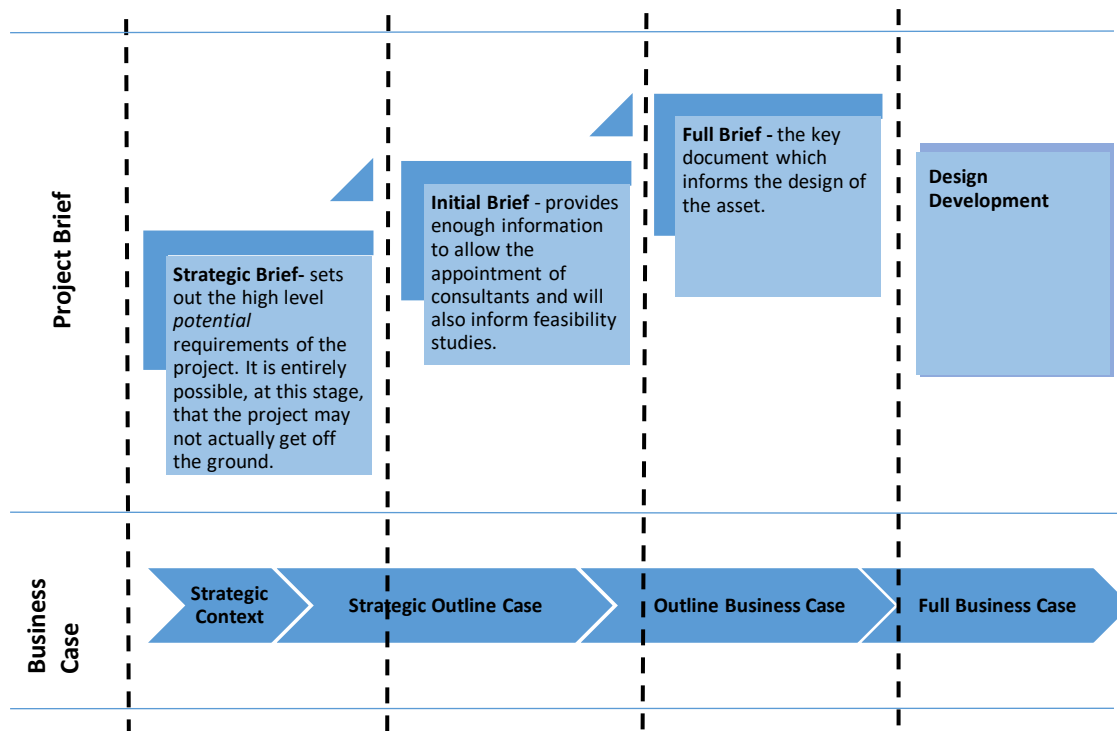 Project Brief
Strategic Brief- sets
out the high level
potential
requirements of the
project. It is entirely
possible, at this stage,
that the project may
not actually get off
the ground.
Initial Brief - provides
enough information
to allow the
appointment of
consultants and will
also inform feasibility
studies.
Full Brief - the key
document which
informs the design of
the asset.
Design
Development
Business
Case
Strategic
Context
Strategic Outline Case
Outline Business Case
Full Business Case